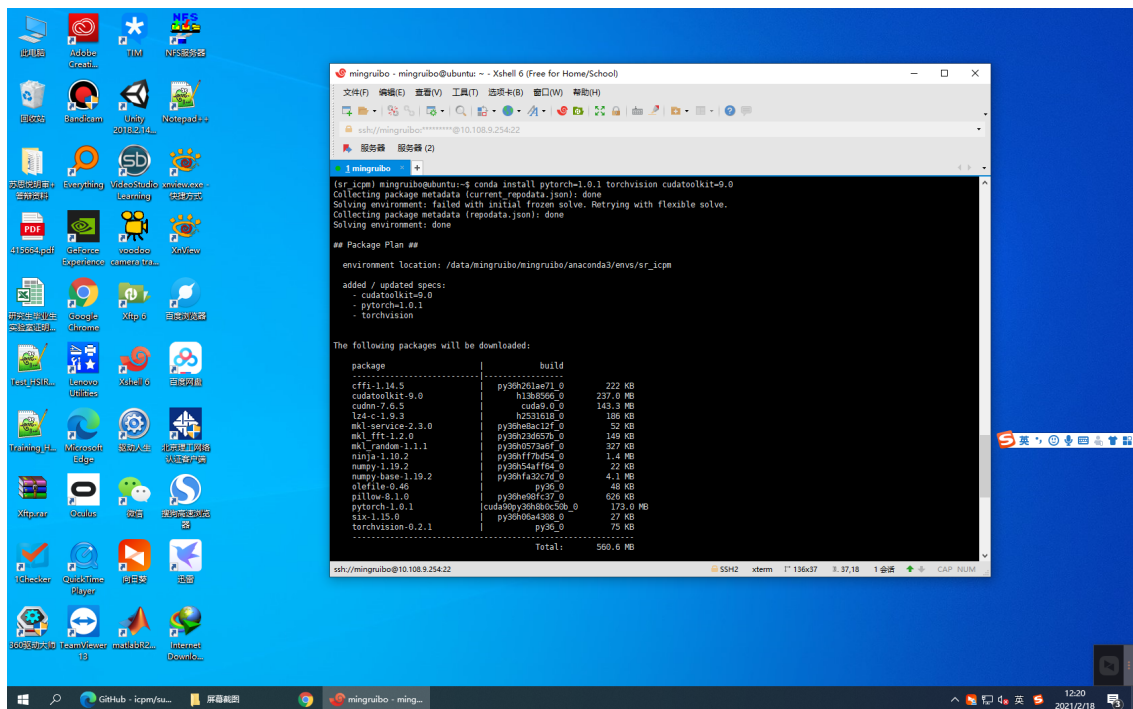 此电脑
Adobe Creati...
TIM
NFS服务器
回收站
Bandicam
Unity 2018.2.14...
Notepad++
Everything
VideoStudio Learning
xnview.exe - 快捷方式
PDF
415664.pdf
GeForce Experience
voodoo camera tra...
XnView
研究生毕业生实验室证明...
Google Chrome
Xftp 6
百度浏览器
Test_HSIR...
Lenovo Utilities
Xshell 6
百度网盘
Training_H...
Microsoft Edge
驱动人生
北京理工网络认证客户端
Xftp.rar
Oculus
微信
搜狗高速浏览器
1Checker
QuickTime Player
向日葵
迅雷
360驱动大师
TeamViewer 13
matlabR2...
Internet Downlo...
mingruibo - mingruibo@ubuntu: ~ - Xshell 6 (Free for Home/School)
文件(F) 编辑(E) 查看(V) 工具(T) 选项卡(B) 窗口(W) 帮助(H)
ssh://mingruibo:*********@10.108.9.254:22
服务器 服务器 (2)
1 mingruibo × +
(sr_icpm) mingruibo@ubuntu:~$ conda install pytorch=1.0.1 torchvision cudatoolkit=9.0
Collecting package metadata (current_repodata.json): done
Solving environment: failed with initial frozen solve. Retrying with flexible solve.
Collecting package metadata (repodata.json): done
Solving environment: done
## Package Plan ##
environment location: /data/mingruibo/mingruibo/anaconda3/envs/sr_icpm
added / updated specs:
- cudatoolkit=9.0
- pytorch=1.0.1
- torchvision
The following packages will be downloaded:
package | build
---------------------------|-----------------
cffi-1.14.5 | py36h261ae71_0 222 KB
cudatoolkit-9.0 | h13b8566_0 237.0 MB
cudnn-7.6.5 | cuda9.0_0 143.3 MB
lz4-c-1.9.3 | h2531618_0 186 KB
mkl-service-2.3.0 | py36he8ac12f_0 52 KB
mkl_fft-1.2.0 | py36h23d657b_0 149 KB
mkl_random-1.1.1 | py36h0573a6f_0 327 KB
ninja-1.10.2 | py36hff7bd54_0 1.4 MB
numpy-1.19.2 | py36h54aff64_0 22 KB
numpy-base-1.19.2 | py36hfa32c7d_0 4.1 MB
olefile-0.46 | py36_0 48 KB
pillow-8.1.0 | py36he98fc37_0 626 KB
pytorch-1.0.1 |cuda90py36h8b0c50b_0 173.0 MB
six-1.15.0 | py36h06a4308_0 27 KB
torchvision-0.2.1 | py36_0 75 KB
------------------------------------------------------------
Total: 560.6 MB
ssh://mingruibo@10.108.9.254:22 SSH2 xterm 136x37 37,18 1 会话 CAP NUM
英
GitHub - icpm/su...
屏幕截图
mingruibo - ming...
英
12:20
2021/2/18
3